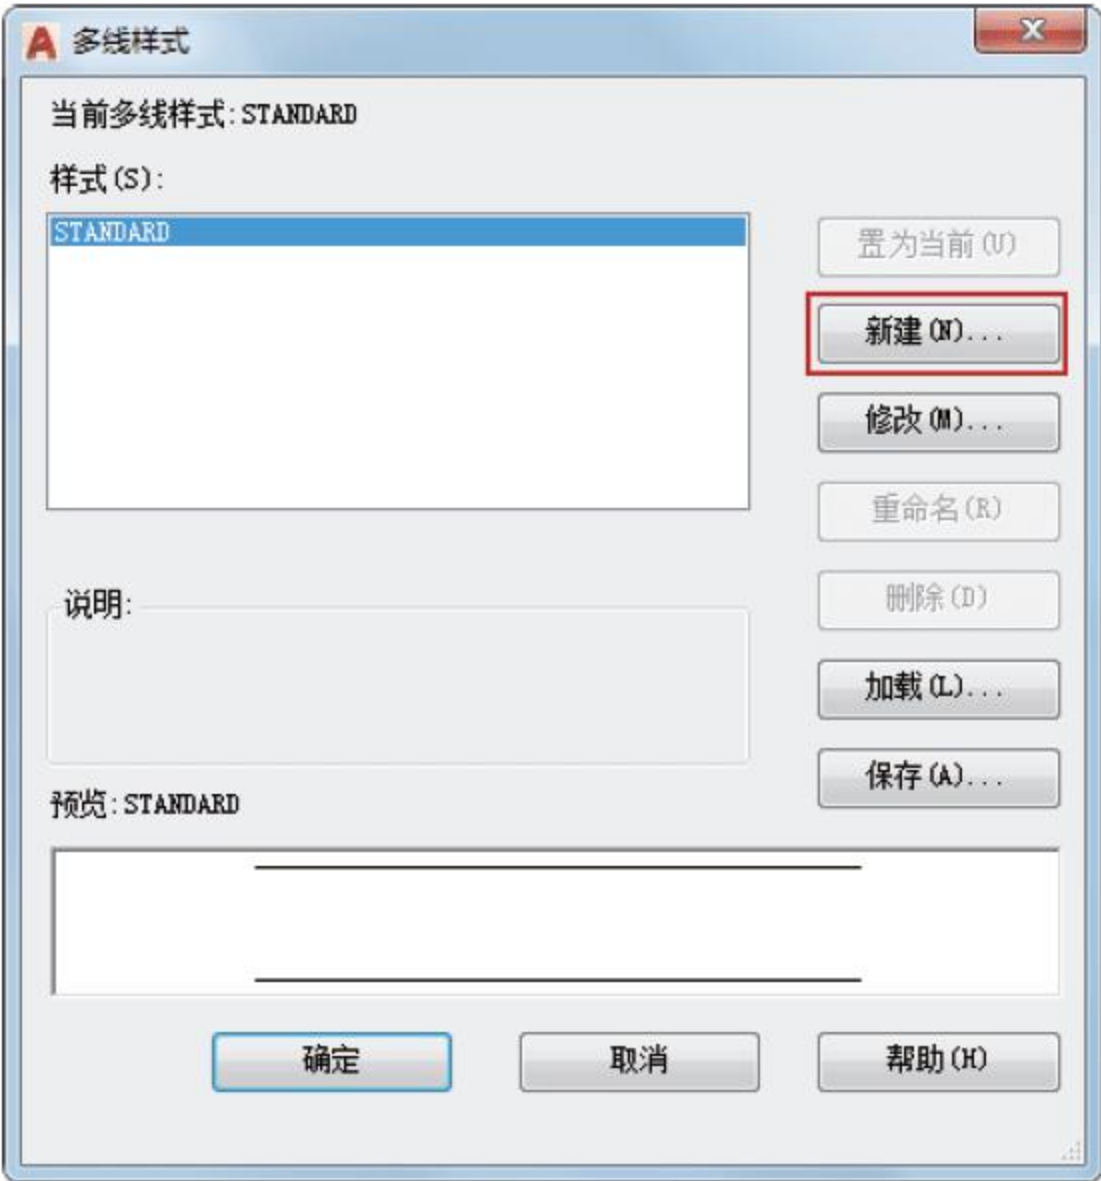 多线样式
当前多线样式:STANDARD
样式(S):
STANDARD
置为当前(U)
新建(N)...
修改(M)...
重命名(R)
删除(D)
加载(L)...
保存(A)...
说明:
预览:STANDARD
确定
取消
帮助(H)